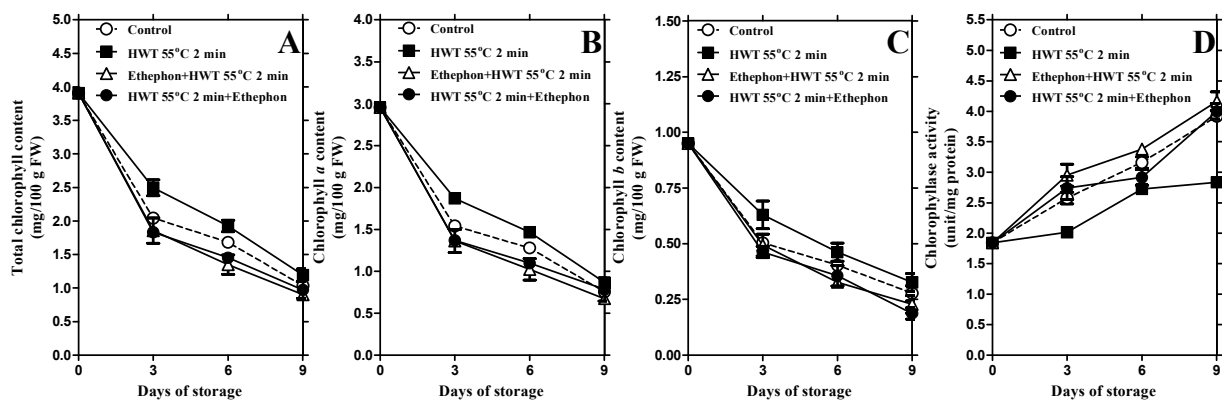 Total chlorophyll content
(mg/100 g FW)
5.0
4.5
4.0
3.5
3.0
2.5
2.0
1.5
1.0
0.5
0.0
Control
HWT 55°C 2 min
Ethephon+HWT 55°C 2 min
HWT 55°C 2 min+Ethephon
A
0
3
6
9
Days of storage
Chlorophyll a content
(mg/100 g FW)
4.0
3.5
3.0
2.5
2.0
1.5
1.0
0.5
0.0
Control
HWT 55°C 2 min
Ethephon+HWT 55°C 2 min
HWT 55°C 2 min+Ethephon
B
0
3
6
9
Days of storage
Chlorophyll b content
(mg/100 g FW)
1.50
1.25
1.00
0.75
0.50
0.25
0.00
Control
HWT 55°C 2 min
Ethephon+HWT 55°C 2 min
HWT 55°C 2 min+Ethephon
C
0
3
6
9
Days of storage
Chlorophyllase activity
(unit/mg protein)
5.5
5.0
4.5
4.0
3.5
3.0
2.5
2.0
1.5
1.0
0.5
0.0
Control
HWT 55°C 2 min
Ethephon+HWT 55°C 2 min
HWT 55°C 2 min+Ethephon
D
0
3
6
9
Days of storage